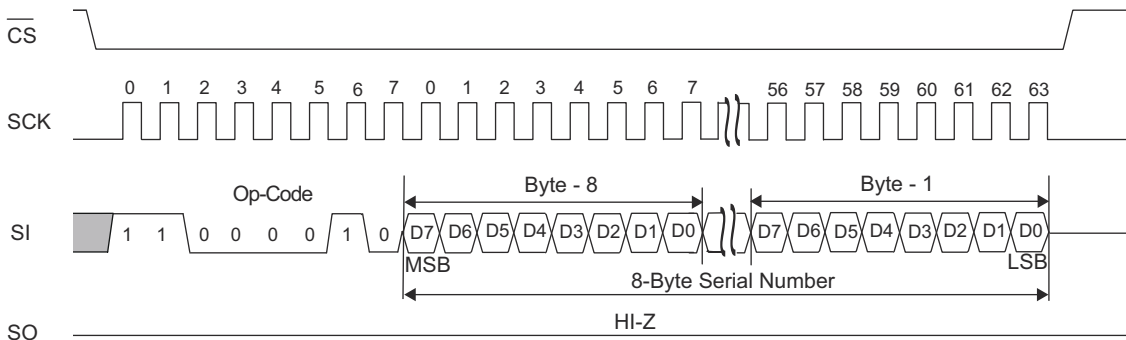 CS
0 1 2 3 4 5 6 7 0 1 2 3 4 5 6 7 56 57 58 59 60 61 62 63
SCK
Op-Code Byte - 8 Byte - 1
SI 1 1 0 0 0 0 1 0 D7 D6 D5 D4 D3 D2 D1 D0 D7 D6 D5 D4 D3 D2 D1 D0
MSB LSB
8-Byte Serial Number
HI-Z
SO